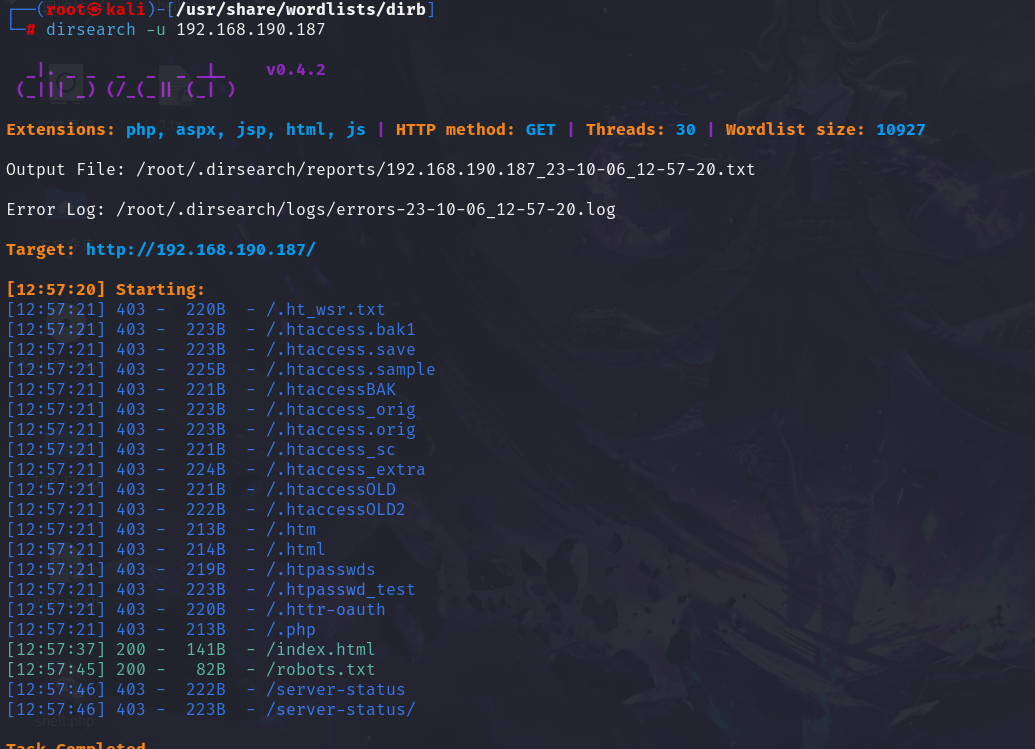 ┌──(root㉿kali)-[/usr/share/wordlists/dirb]
└─# dirsearch -u 192.168.190.187
  _|. _ _  _  _  _ _|_    v0.4.2
 (_||| _) (/_(_|| (_| )
Extensions: php, aspx, jsp, html, js | HTTP method: GET | Threads: 30 | Wordlist size: 10927
Output File: /root/.dirsearch/reports/192.168.190.187_23-10-06_12-57-20.txt
Error Log: /root/.dirsearch/logs/errors-23-10-06_12-57-20.log
Target: http://192.168.190.187/
[12:57:20] Starting:
[12:57:21] 403 -  220B  - /.ht_wsr.txt
[12:57:21] 403 -  223B  - /.htaccess.bak1
[12:57:21] 403 -  223B  - /.htaccess.save
[12:57:21] 403 -  225B  - /.htaccess.sample
[12:57:21] 403 -  221B  - /.htaccessBAK
[12:57:21] 403 -  223B  - /.htaccess_orig
[12:57:21] 403 -  223B  - /.htaccess.orig
[12:57:21] 403 -  221B  - /.htaccess_sc
[12:57:21] 403 -  224B  - /.htaccess_extra
[12:57:21] 403 -  221B  - /.htaccessOLD
[12:57:21] 403 -  222B  - /.htaccessOLD2
[12:57:21] 403 -  213B  - /.htm
[12:57:21] 403 -  214B  - /.html
[12:57:21] 403 -  219B  - /.htpasswds
[12:57:21] 403 -  223B  - /.htpasswd_test
[12:57:21] 403 -  220B  - /.httr-oauth
[12:57:21] 403 -  213B  - /.php
[12:57:37] 200 -  141B  - /index.html
[12:57:45] 200 -   82B  - /robots.txt
[12:57:46] 403 -  222B  - /server-status
[12:57:46] 403 -  223B  - /server-status/
shell.php
Task Completed